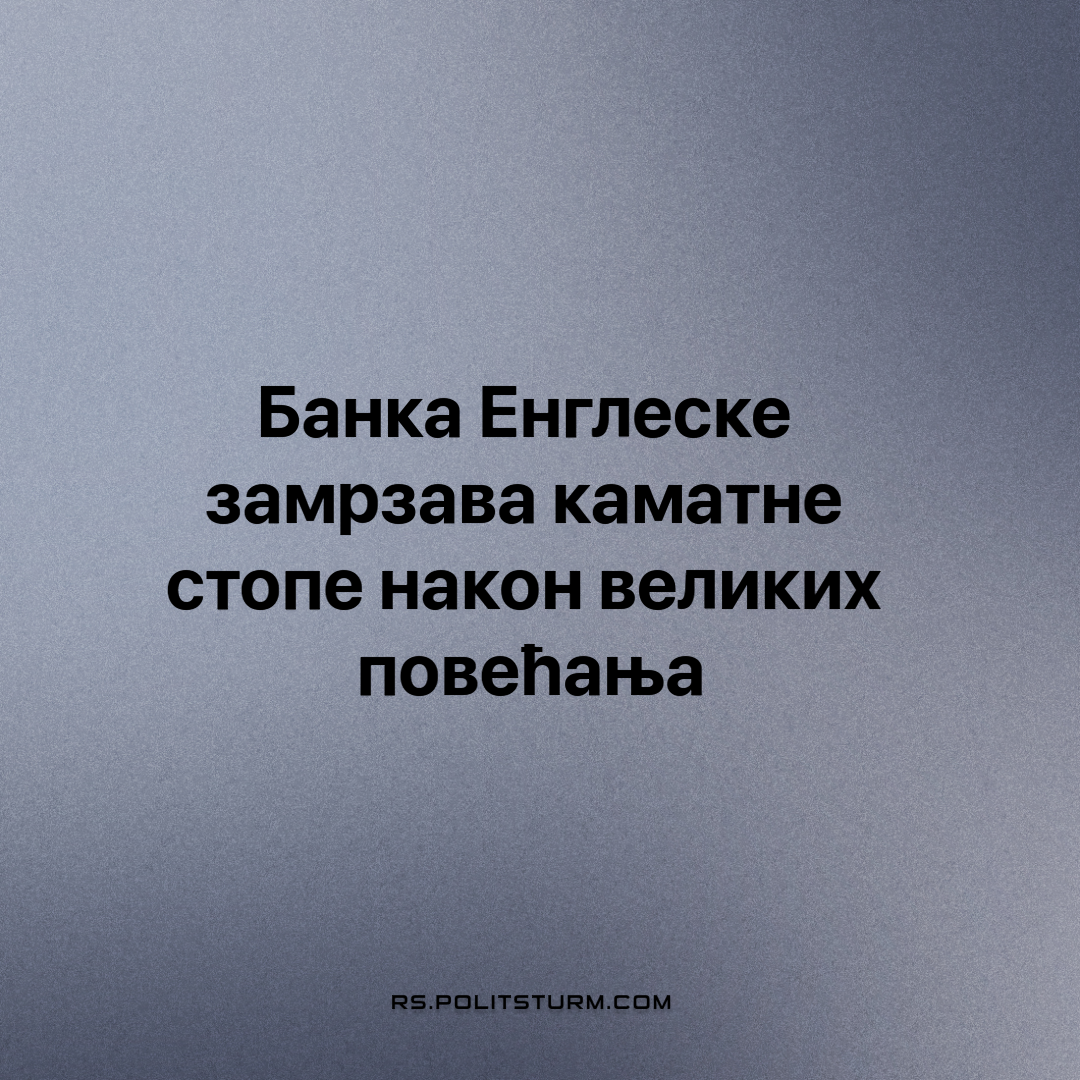 Банка Енглеске
замрзава каматне
стопе након великих
повећања
RS.POLITSTURM.COM